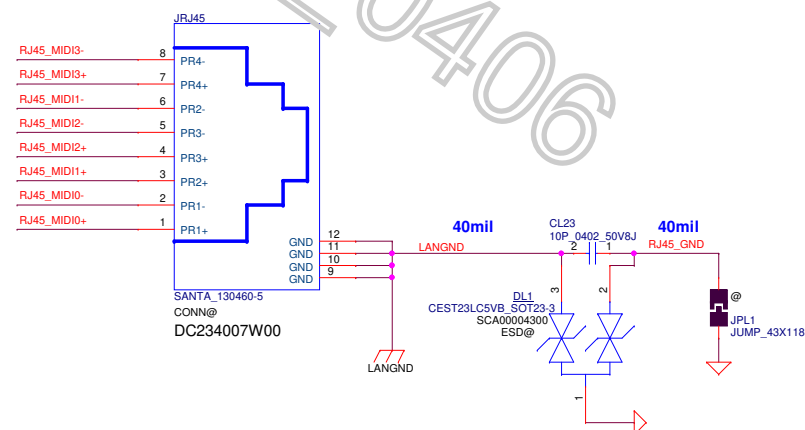 0406
JRJ45
RJ45_MIDI3- 8 PR4-
RJ45_MIDI3+ 7 PR4+
RJ45_MIDI1- 6 PR2-
RJ45_MIDI2- 5 PR3-
RJ45_MIDI2+ 4 PR3+
RJ45_MIDI1+ 3 PR2+
RJ45_MIDI0- 2 PR1-
RJ45_MIDI0+ 1 PR1+
GND 12
GND 11
GND 10
GND 9
SANTA_130460-5
CONN@
DC234007W00
LANGND
40mil
LANGND
CL23
10P_0402_50V8J
2 1
40mil
RJ45_GND
3 2
DL1
CEST23LC5VB_SOT23-3
SCA00004300
ESD@
1
@
JPL1
JUMP_43X118